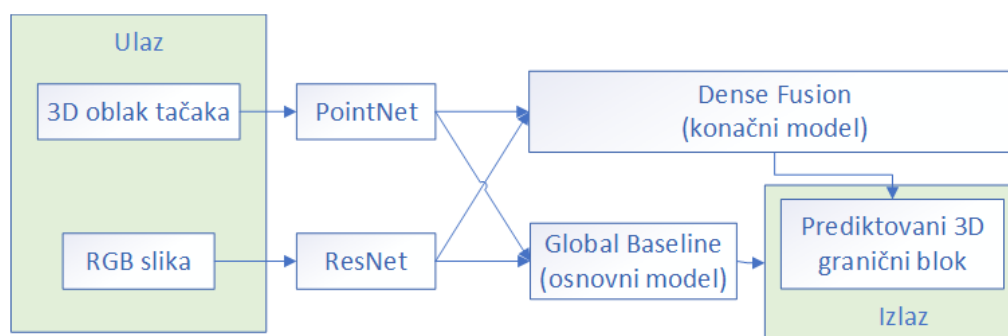 Ulaz
3D oblak tačaka
PointNet
Dense Fusion
(konačni model)
RGB slika
ResNet
Global Baseline
(osnovni model)
Prediktovani 3D
granični blok
Izlaz